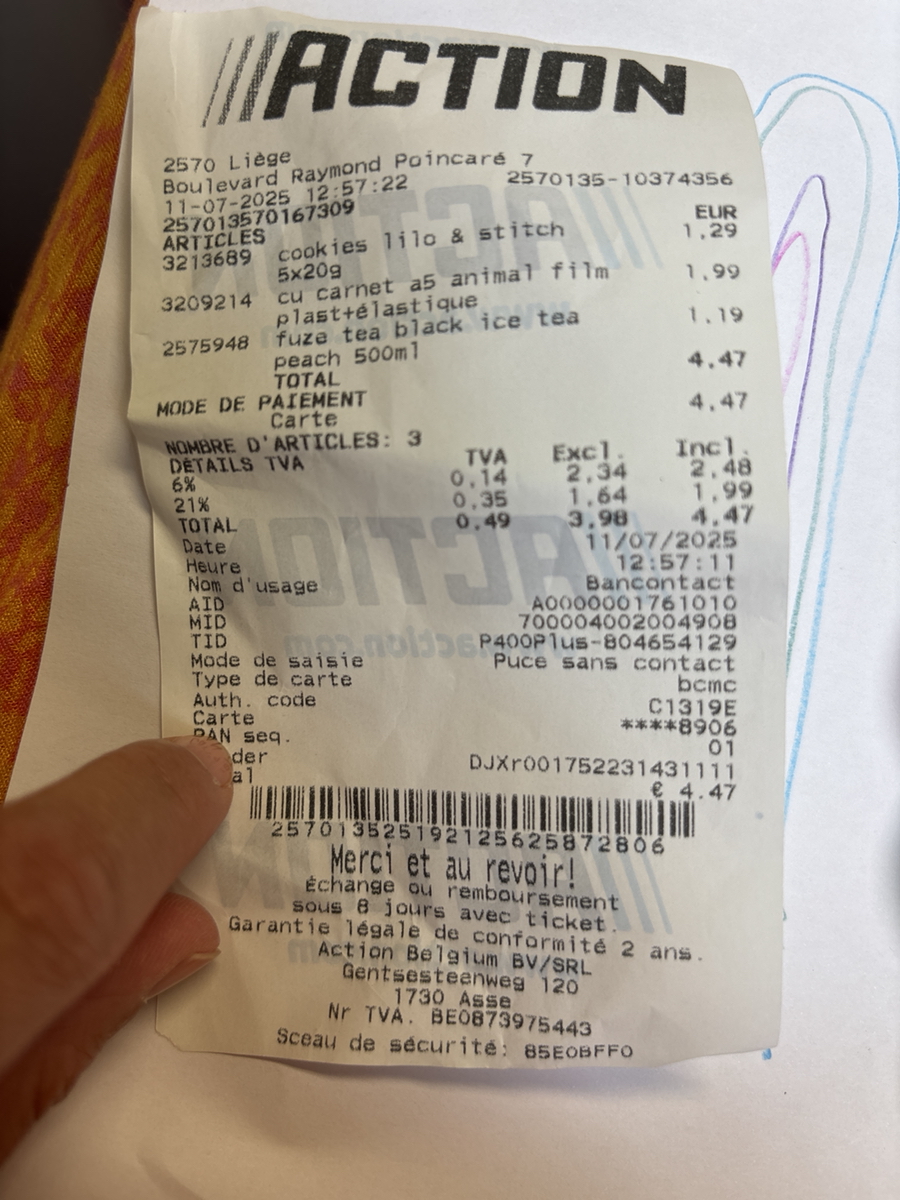 ACTION
2570 Liège
Boulevard Raymond Poincaré 7
11-07-2025 12:57:22 2570135-10374356
257013570167309
ARTICLES EUR
3213689 cookies lilo & stitch 1,29
5x20g
3209214 cu carnet a5 animal film 1,99
plast+élastique
2575948 fuze tea black ice tea 1,19
peach 500ml
TOTAL 4,47
MODE DE PAIEMENT
Carte 4,47
NOMBRE D'ARTICLES: 3
DÉTAILS TVA TVA Excl. Incl.
6% 0,14 2,34 2,48
21% 0,35 1,64 1,99
TOTAL 0,49 3,98 4,47
Date 11/07/2025
Heure 12:57:11
Nom d'usage Bancontact
AID A0000001761010
MID 700004002004908
TID P400Plus-804654129
Mode de saisie Puce sans contact
Type de carte bcmc
Auth. code C1319E
Carte ****8906
PAN seq. 01
der DJXr001752231431111
al € 4.47
2570135251921256258728​06
Merci et au revoir!
Échange ou remboursement
sous 8 jours avec ticket.
Garantie légale de conformité 2 ans.
Action Belgium BV/SRL
Gentsesteenweg 120
1730 Asse
Nr TVA. BE0873975443
Sceau de sécurité: 85E0BFF0